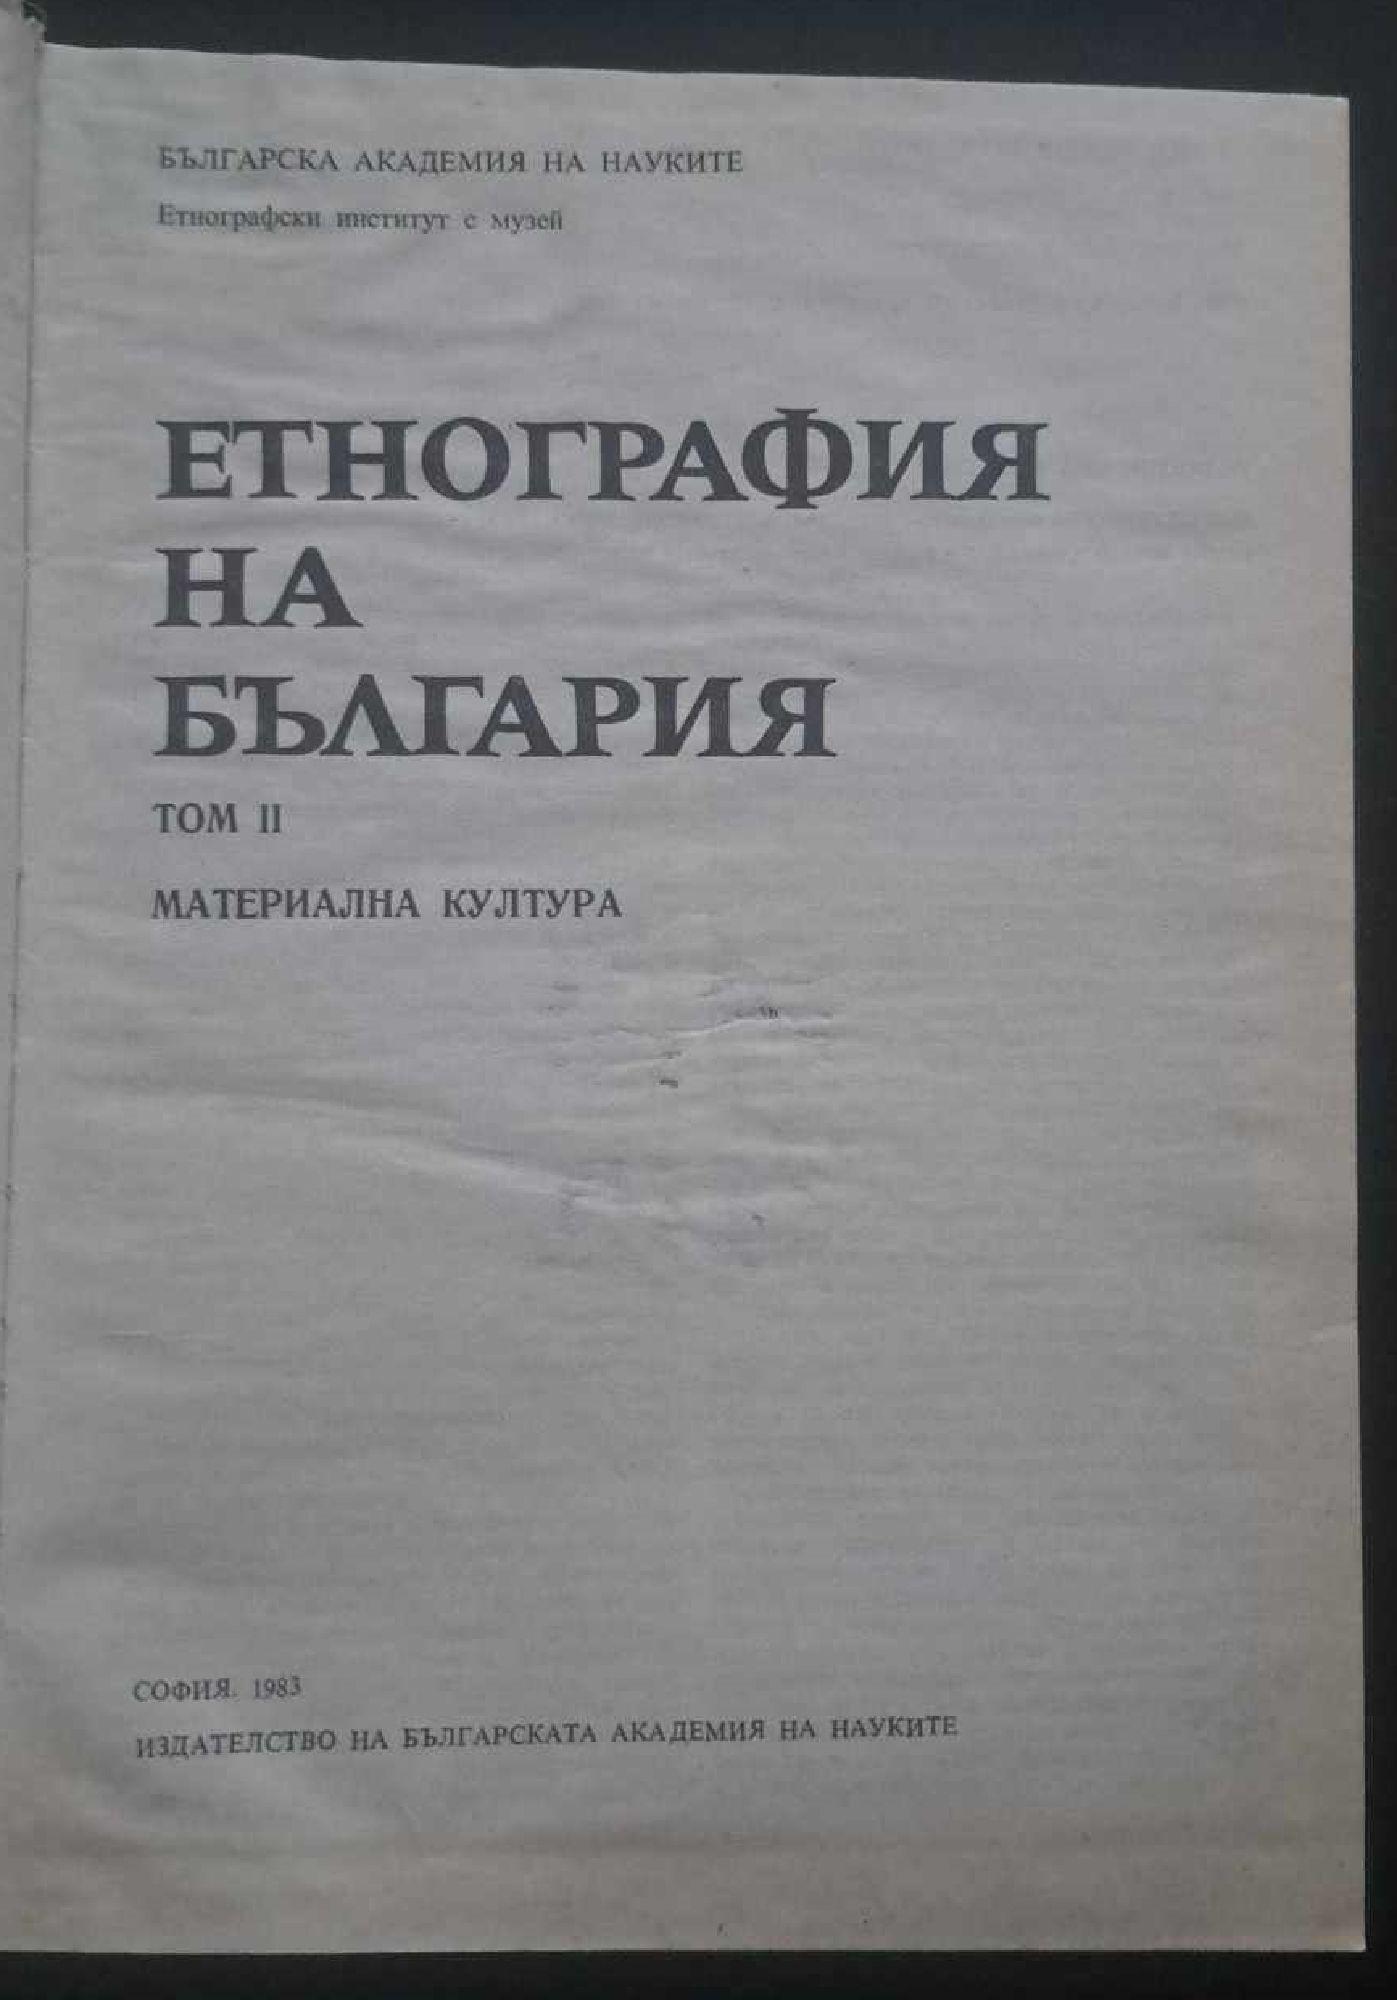 БЪЛГАРСКА АКАДЕМИЯ НА НАУКИТЕ
Етнографски институт с музей
ЕТНОГРАФИЯ
НА
БЪЛГАРИЯ
ТОМ II
МАТЕРИАЛНА КУЛТУРА
СОФИЯ. 1983
ИЗДАТЕЛСТВО НА БЪЛГАРСКАТА АКАДЕМИЯ НА НАУКИТЕ